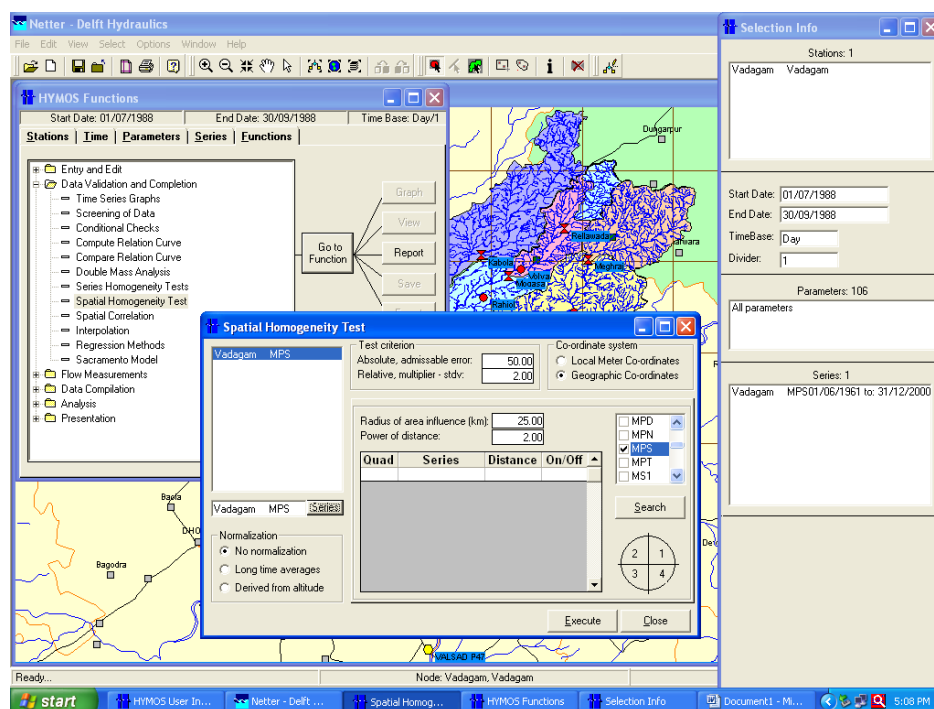 Netter - Delft Hydraulics
File Edit View Select Options Window Help
HYMOS Functions
Start Date: 01/07/1988 End Date: 30/09/1988 Time Base: Day/1
Stations Time Parameters Series Functions
Entry and Edit
Data Validation and Completion
Time Series Graphs
Screening of Data
Conditional Checks
Compute Relation Curve
Compare Relation Curve
Double Mass Analysis
Series Homogeneity Tests
Spatial Homogeneity Test
Spatial Correlation
Interpolation
Regression Methods
Sacramento Model
Flow Measurements
Data Compilation
Analysis
Presentation
Go to
Function
Graph
View
Report
Save
Dungarpur
Kellawada
Kabola
Meghraj
Volva
Rahiol
Spatial Homogeneity Test
Vadagam MPS
Vadagam MPS Series
Normalization
No normalization
Long time averages
Derived from altitude
Test criterion
Absolute, admissable error: 50.00
Relative, multiplier - stdv: 2.00
Co-ordinate system
Local Meter Co-ordinates
Geographic Co-ordinates
Radius of area influence (km): 25.00
Power of distance: 2.00
Quad Series Distance On/Off
MPD
MPN
MPS
MPT
MS1
Search
2 1
3 4
Execute Close
Bavla
DHO
Bagodra
VALSAD P47
Selection Info
Stations: 1
Vadagam Vadagam
Start Date: 01/07/1988
End Date: 30/09/1988
TimeBase: Day
Divider: 1
Parameters: 106
All parameters
Series: 1
Vadagam MPS01/06/1961 to: 31/12/2000
Ready... Node: Vadagam, Vadagam
start HYMOS User In... Netter - Delft ... Spatial Homog... HYMOS Functions Selection Info Document1 - Mi... 5:08 PM